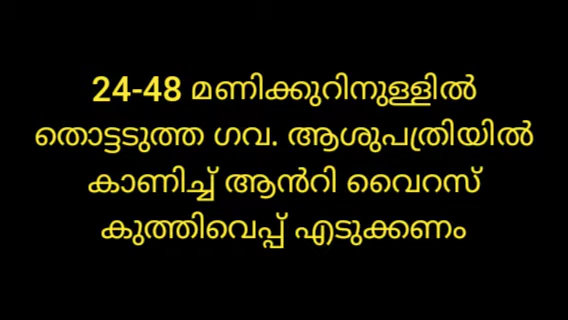 24-48 മണിക്കുറിനുള്ളിൽ
തൊട്ടടുത്ത ഗവ. ആശുപത്രിയിൽ
കാണിച്ച് ആൻറി വൈറസ്
കുത്തിവെപ്പ് എടുക്കണം